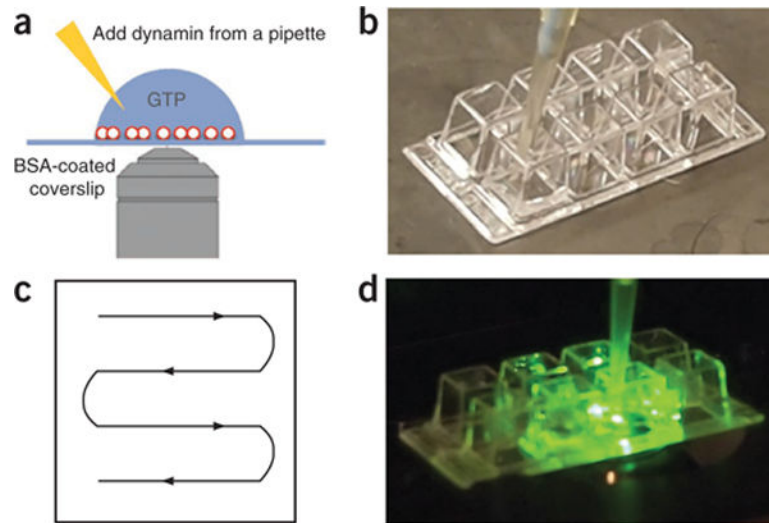 a
Add dynamin from a pipette
GTP
BSA-coated
coverslip
b
c
d